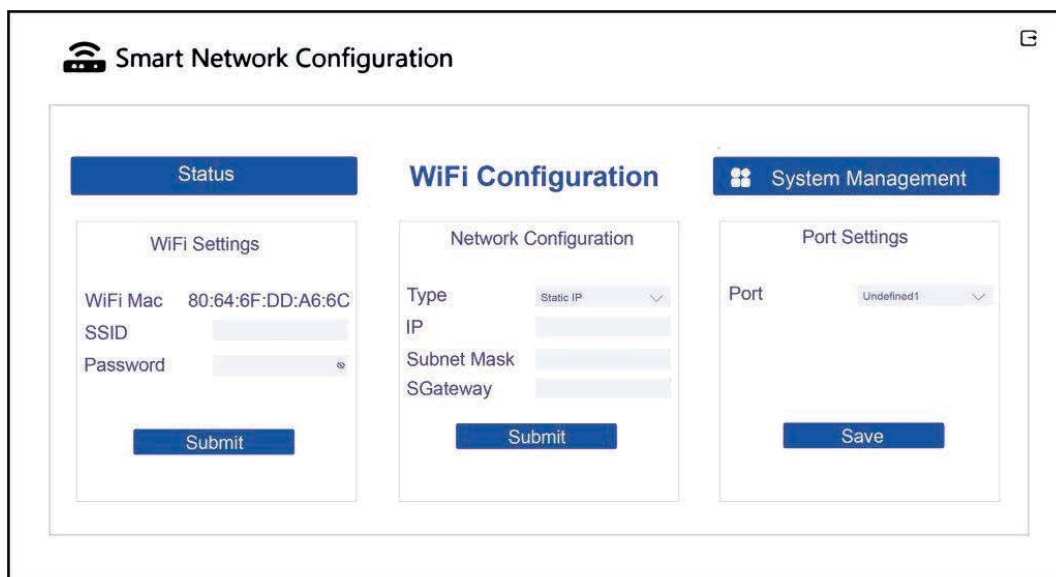 Smart Network Configuration
Status
WiFi Configuration
System Management
WiFi Settings
WiFi Mac 80:64:6F:DD:A6:6C
SSID
Password
Submit
Network Configuration
Type Static IP
IP
Subnet Mask
SGateway
Submit
Port Settings
Port Undefined1
Save